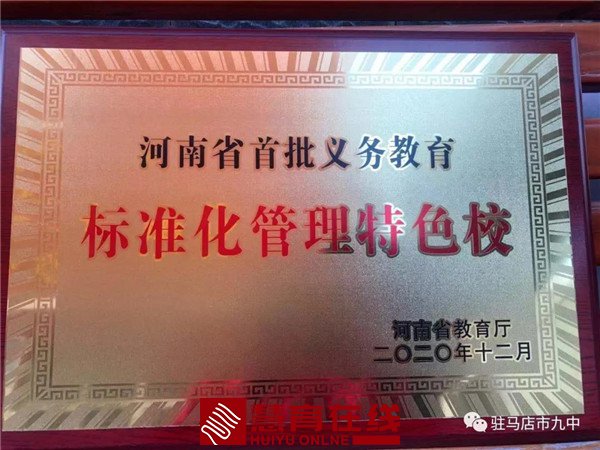 河南省首批义务教育
标准化管理特色校
河南省教育厅
二〇二〇年十二月
慧育在线
HUIYU ONLNE
驻马店市九中